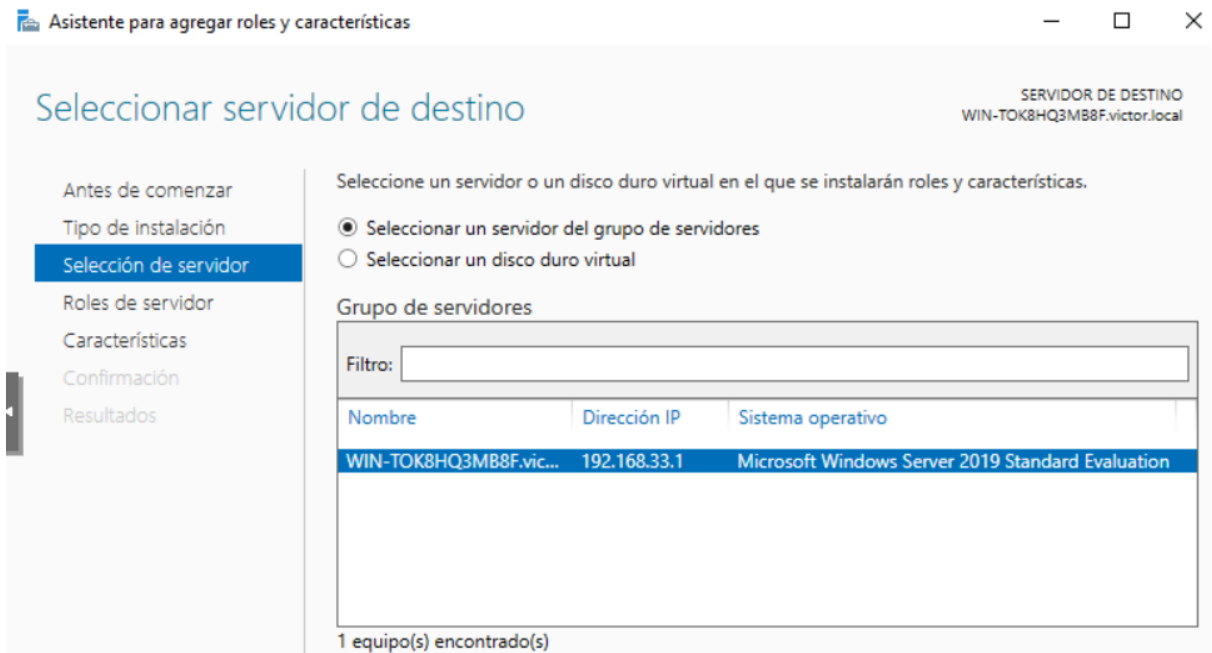 Asistente para agregar roles y características
Seleccionar servidor de destino
SERVIDOR DE DESTINO
WIN-TOK8HQ3MB8F.victor.local
Antes de comenzar
Tipo de instalación
Selección de servidor
Roles de servidor
Características
Confirmación
Resultados
Seleccione un servidor o un disco duro virtual en el que se instalarán roles y características.
Seleccionar un servidor del grupo de servidores
Seleccionar un disco duro virtual
Grupo de servidores
Filtro:
Nombre Dirección IP Sistema operativo
WIN-TOK8HQ3MB8F.vic... 192.168.33.1 Microsoft Windows Server 2019 Standard Evaluation
1 equipo(s) encontrado(s)